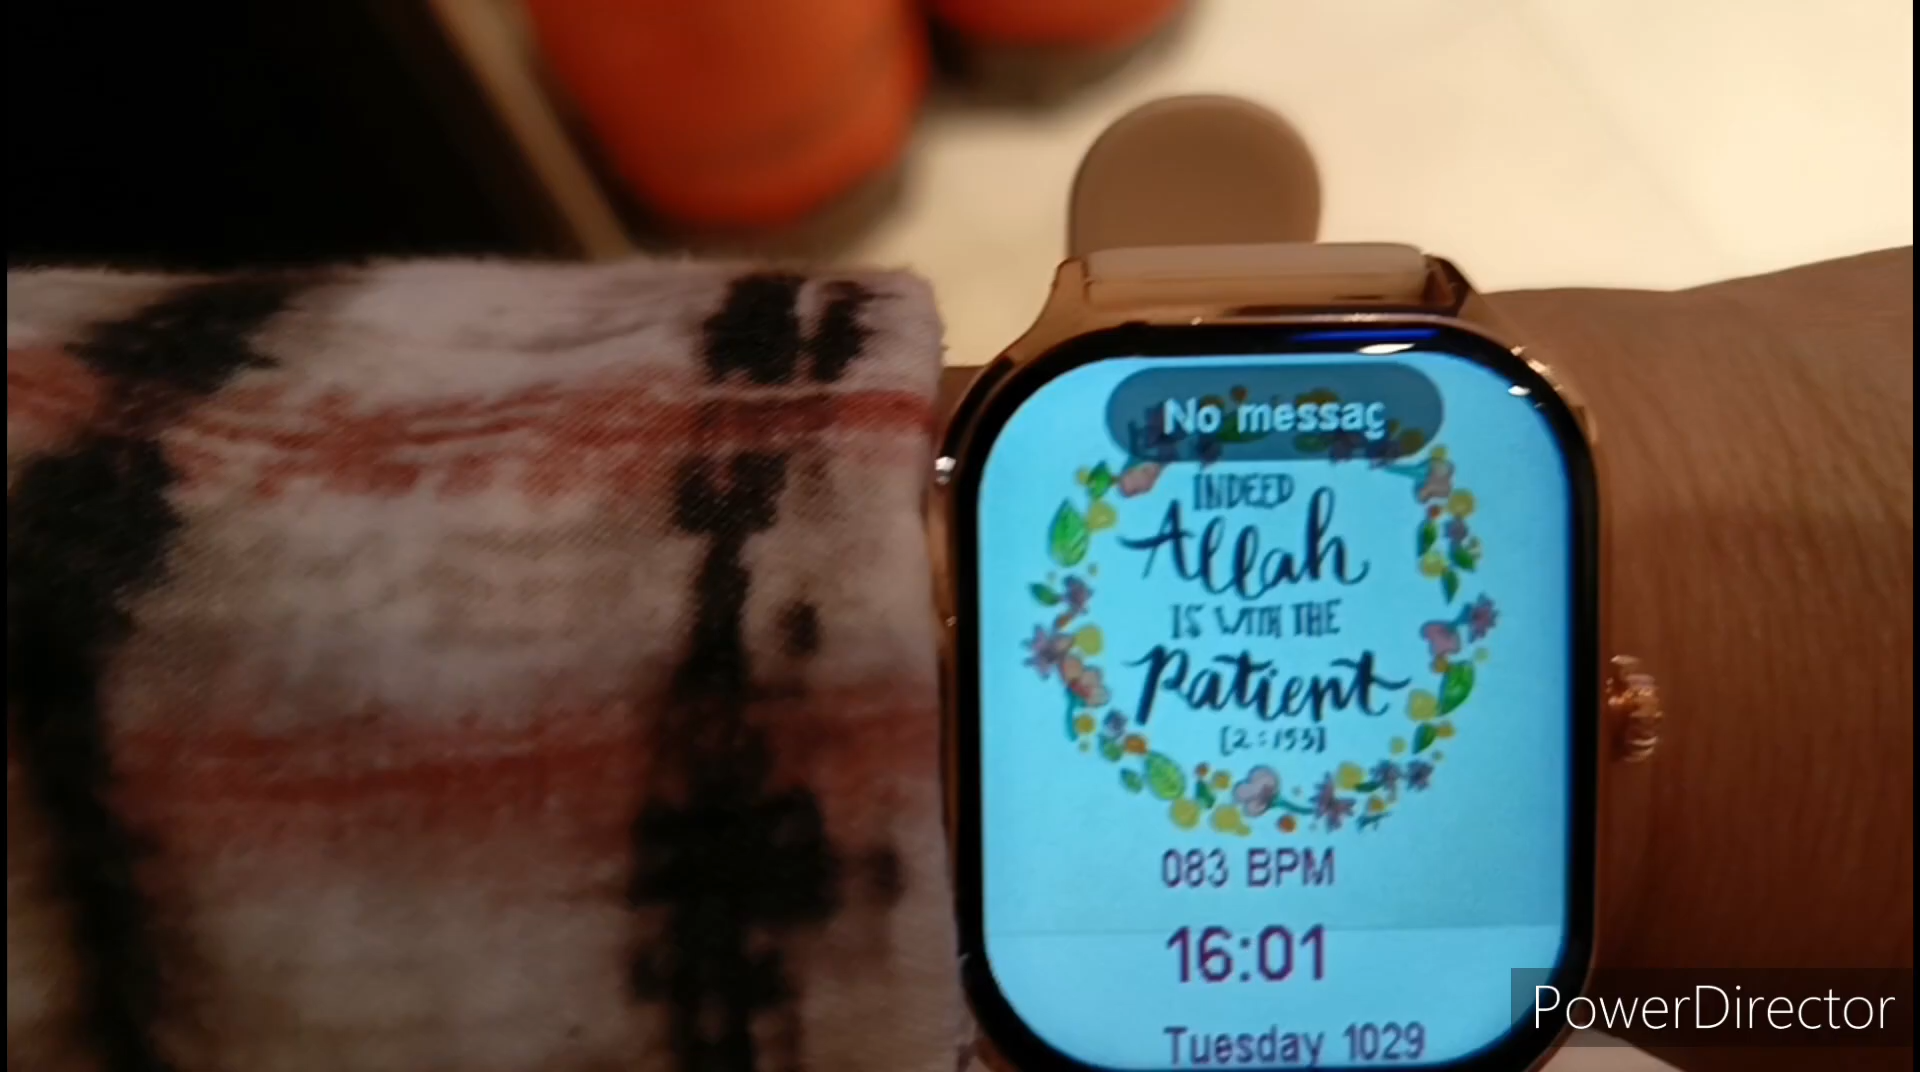 No messag
INDEED
Allah
IS WITH THE
Patient
[2:153]
083 BPM
16:01
Tuesday 1029
PowerDirector